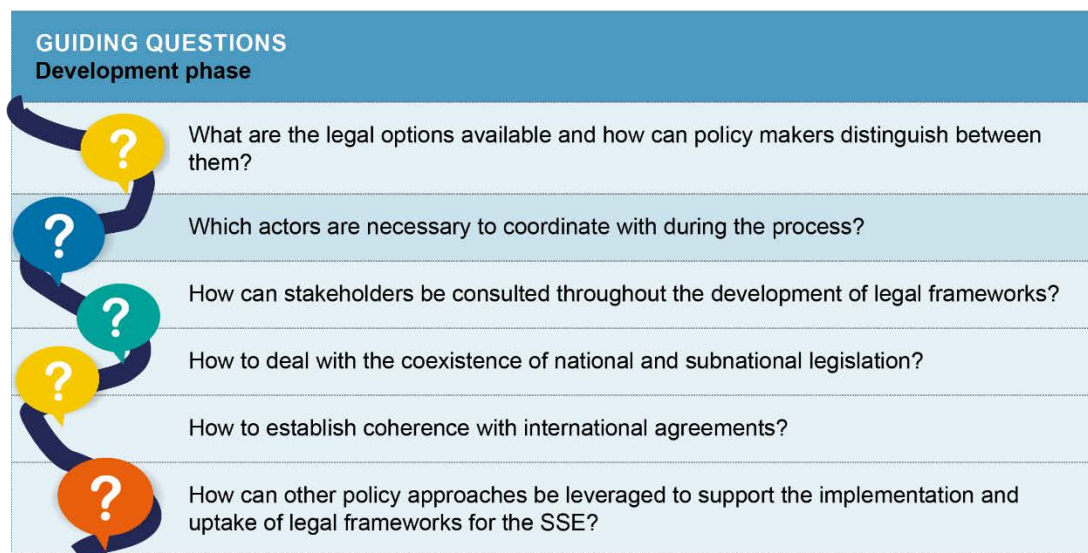 GUIDING QUESTIONS
Development phase
?
What are the legal options available and how can policy makers distinguish between
them?
?
Which actors are necessary to coordinate with during the process?
?
How can stakeholders be consulted throughout the development of legal frameworks?
?
How to deal with the coexistence of national and subnational legislation?
How to establish coherence with international agreements?
?
How can other policy approaches be leveraged to support the implementation and
uptake of legal frameworks for the SSE?